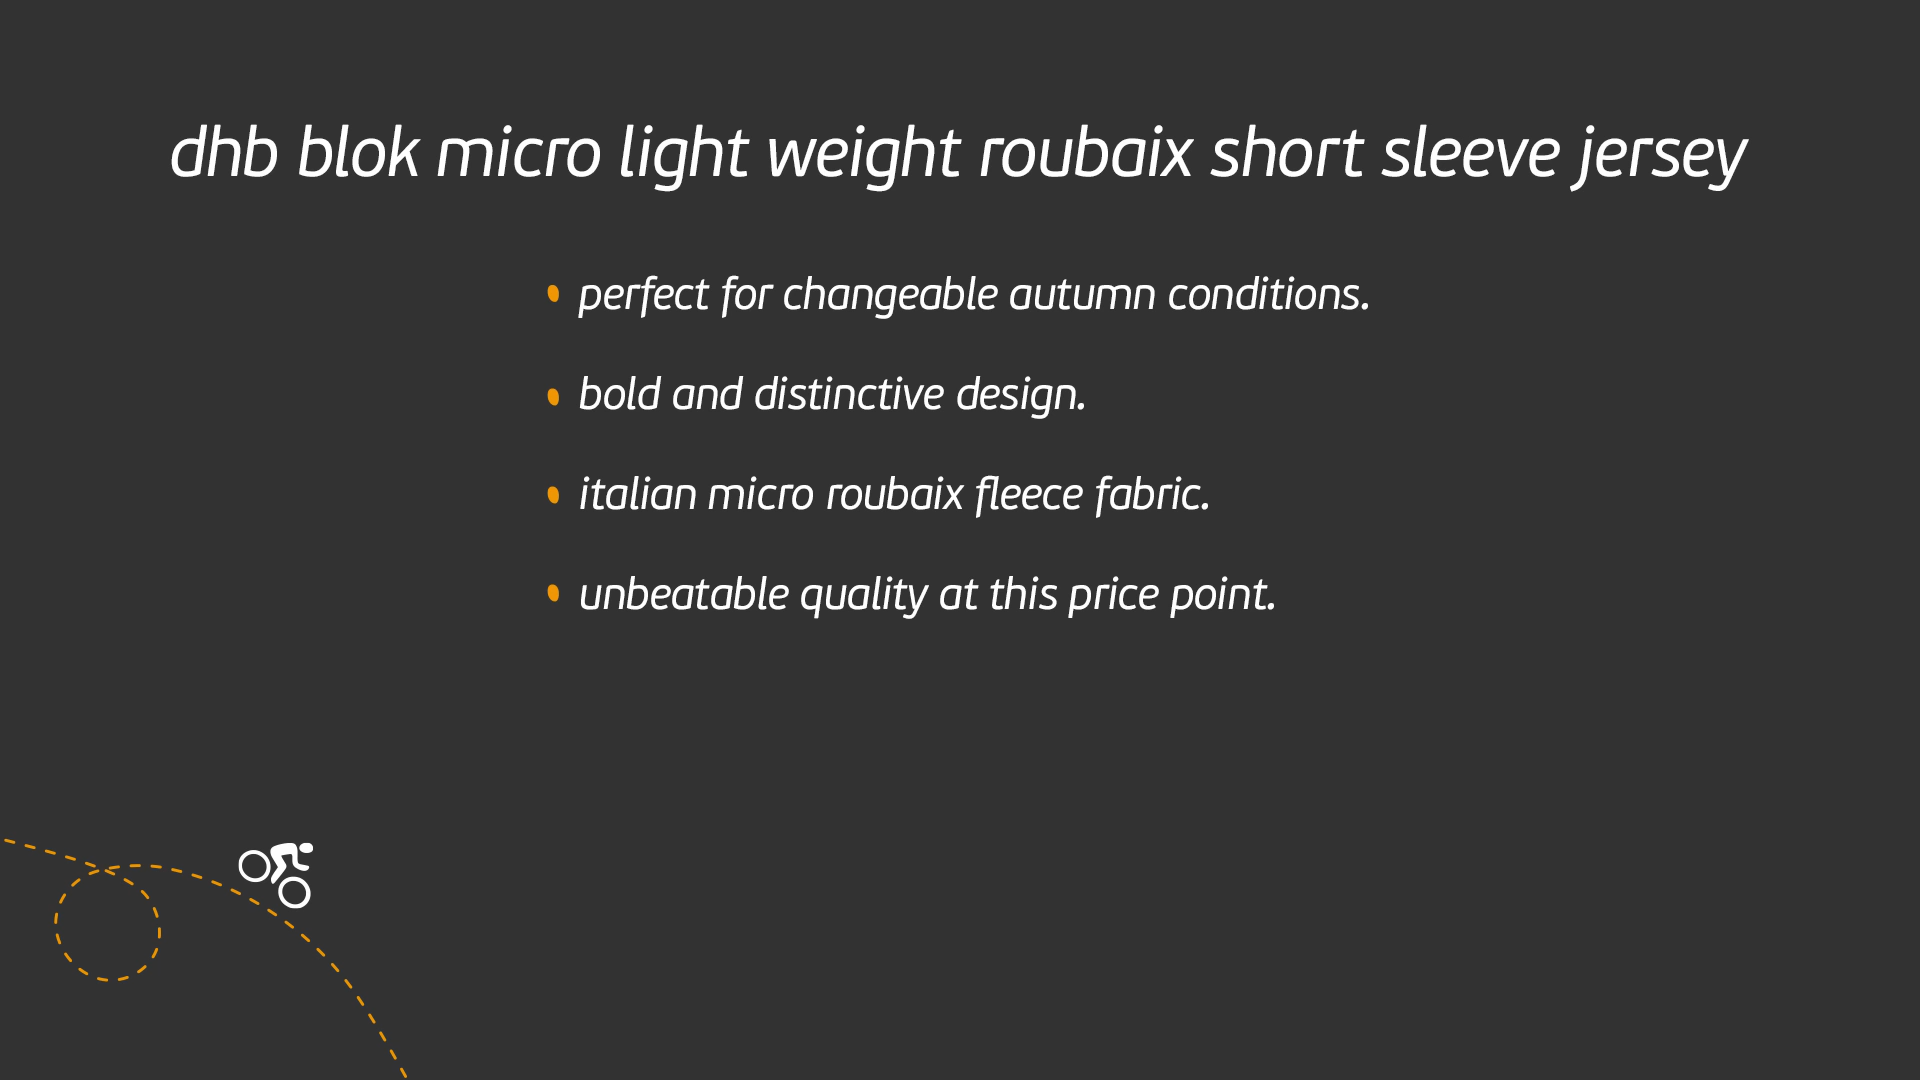 dhb blok micro light weight roubaix short sleeve jersey
• perfect for changeable autumn conditions.
• bold and distinctive design.
• italian micro roubaix fleece fabric.
• unbeatable quality at this price point.